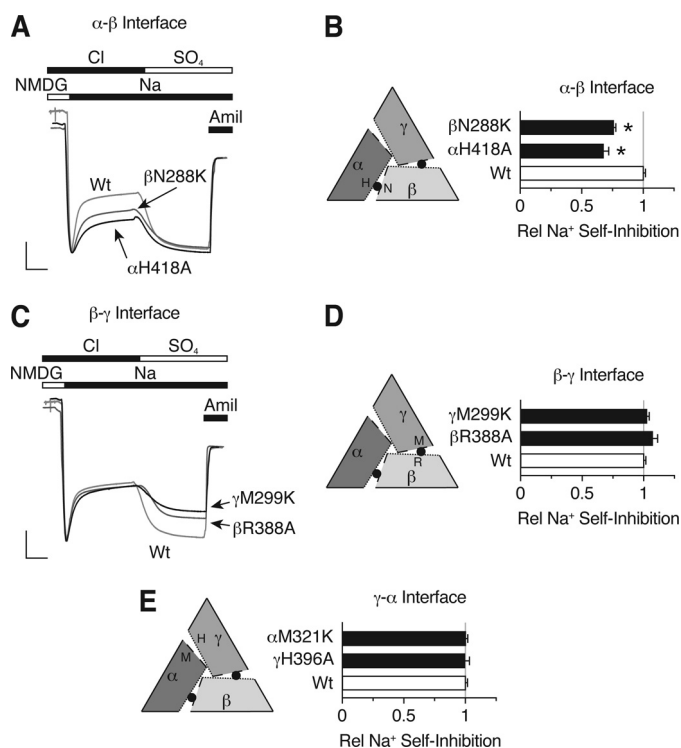 A
α-β Interface
Cl SO₄
NMDG Na
Amil
Wt
βN288K
αH418A
B
α-β Interface
γ
α
H N
β
βN288K *
αH418A *
Wt
0 0.5 1
Rel Na⁺ Self-Inhibition
C
β-γ Interface
Cl SO₄
NMDG Na
Amil
γM299K
βR388A
Wt
D
β-γ Interface
γ
M
α
R
β
γM299K
βR388A
Wt
0 0.5 1
Rel Na⁺ Self-Inhibition
E
γ-α Interface
H γ
M
α
β
αM321K
γH396A
Wt
0 0.5 1
Rel Na⁺ Self-Inhibition